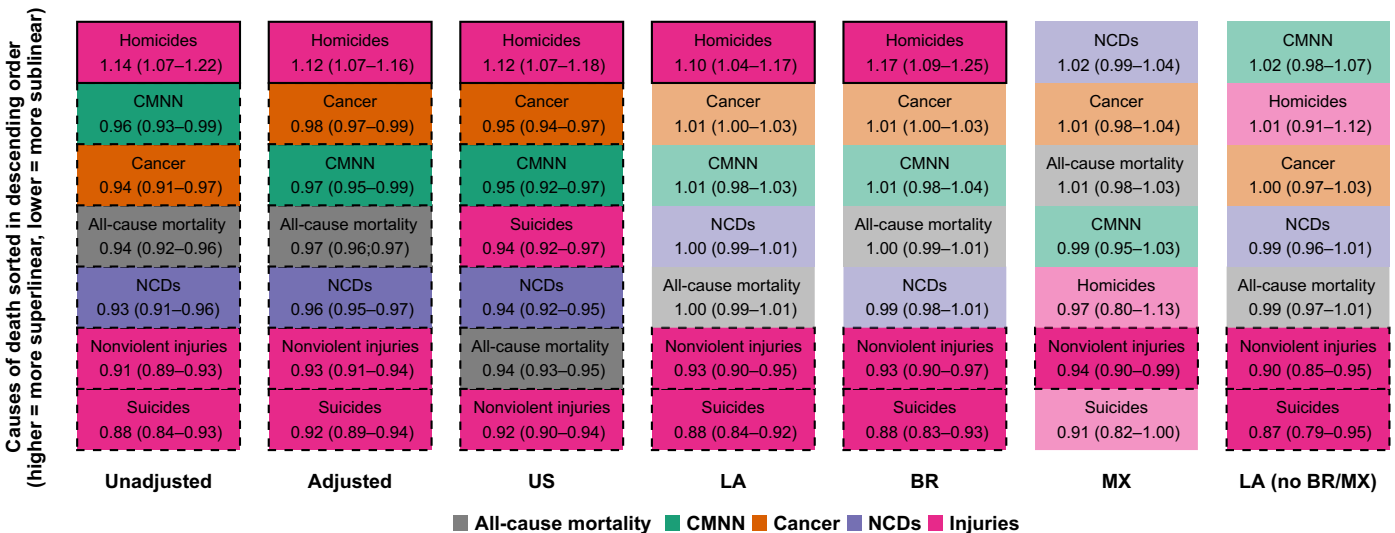 Causes of death sorted in descending order
(higher = more superlinear, lower = more sublinear)
Homicides
1.14 (1.07–1.22)
CMNN
0.96 (0.93–0.99)
Cancer
0.94 (0.91–0.97)
All-cause mortality
0.94 (0.92–0.96)
NCDs
0.93 (0.91–0.96)
Nonviolent injuries
0.91 (0.89–0.93)
Suicides
0.88 (0.84–0.93)
Unadjusted
Homicides
1.12 (1.07–1.16)
Cancer
0.98 (0.97–0.99)
CMNN
0.97 (0.95–0.99)
All-cause mortality
0.97 (0.96;0.97)
NCDs
0.96 (0.95–0.97)
Nonviolent injuries
0.93 (0.91–0.94)
Suicides
0.92 (0.89–0.94)
Adjusted
Homicides
1.12 (1.07–1.18)
Cancer
0.95 (0.94–0.97)
CMNN
0.95 (0.92–0.97)
Suicides
0.94 (0.92–0.97)
NCDs
0.94 (0.92–0.95)
All-cause mortality
0.94 (0.93–0.95)
Nonviolent injuries
0.92 (0.90–0.94)
US
Homicides
1.10 (1.04–1.17)
Cancer
1.01 (1.00–1.03)
CMNN
1.01 (0.98–1.03)
NCDs
1.00 (0.99–1.01)
All-cause mortality
1.00 (0.99–1.01)
Nonviolent injuries
0.93 (0.90–0.95)
Suicides
0.88 (0.84–0.92)
LA
Homicides
1.17 (1.09–1.25)
Cancer
1.01 (1.00–1.03)
CMNN
1.01 (0.98–1.04)
All-cause mortality
1.00 (0.99–1.01)
NCDs
0.99 (0.98–1.01)
Nonviolent injuries
0.93 (0.90–0.97)
Suicides
0.88 (0.83–0.93)
BR
NCDs
1.02 (0.99–1.04)
Cancer
1.01 (0.98–1.04)
All-cause mortality
1.01 (0.98–1.03)
CMNN
0.99 (0.95–1.03)
Homicides
0.97 (0.80–1.13)
Nonviolent injuries
0.94 (0.90–0.99)
Suicides
0.91 (0.82–1.00)
MX
CMNN
1.02 (0.98–1.07)
Homicides
1.01 (0.91–1.12)
Cancer
1.00 (0.97–1.03)
NCDs
0.99 (0.96–1.01)
All-cause mortality
0.99 (0.97–1.01)
Nonviolent injuries
0.90 (0.85–0.95)
Suicides
0.87 (0.79–0.95)
LA (no BR/MX)
All-cause mortality CMNN Cancer NCDs Injuries